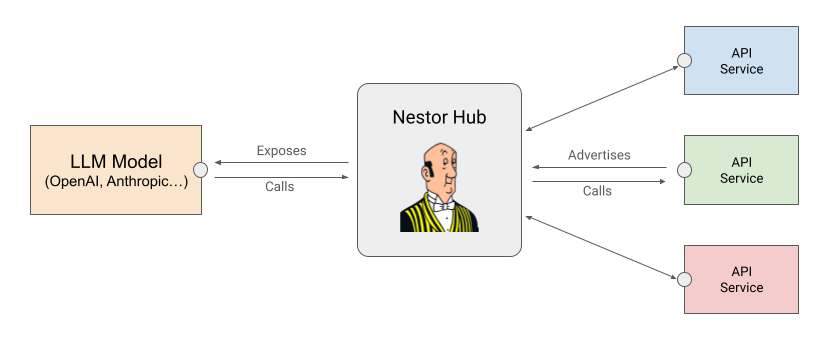 LLM Model
(OpenAI, Anthropic...)
Exposes
Calls
Nestor Hub
Advertises
Calls
API
Service
API
Service
API
Service